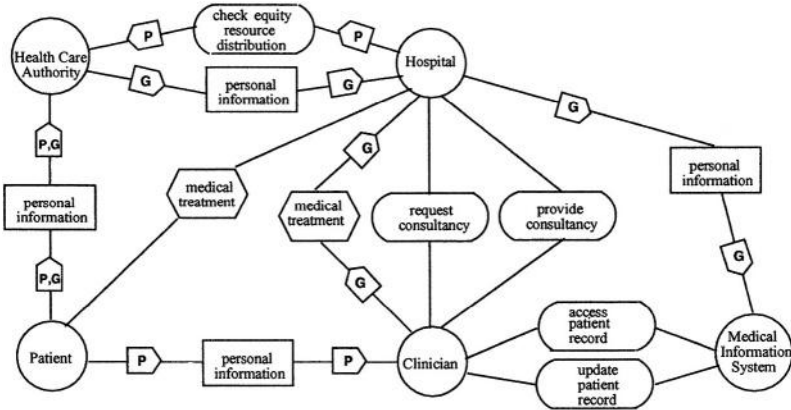 check equity
resource
distribution
P
P
Health Care
Authority
Hospital
G
personal
information
G
G
P,G
G
personal
information
medical
treatment
personal
information
medical
treatment
request
consultancy
provide
consultancy
P,G
G
G
access
patient
record
Patient
P
personal
information
P
Clinician
Medical
Information
System
update
patient
record